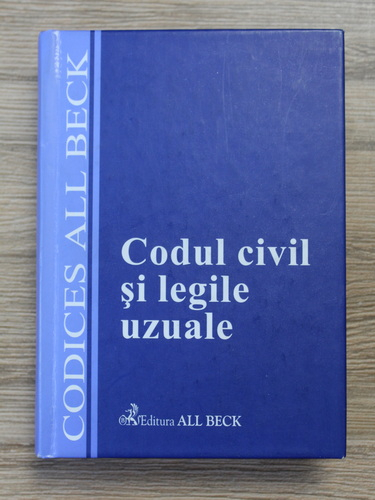 CODICES ALL BECK
Codul civil
şi legile
uzuale
Editura ALL BECK